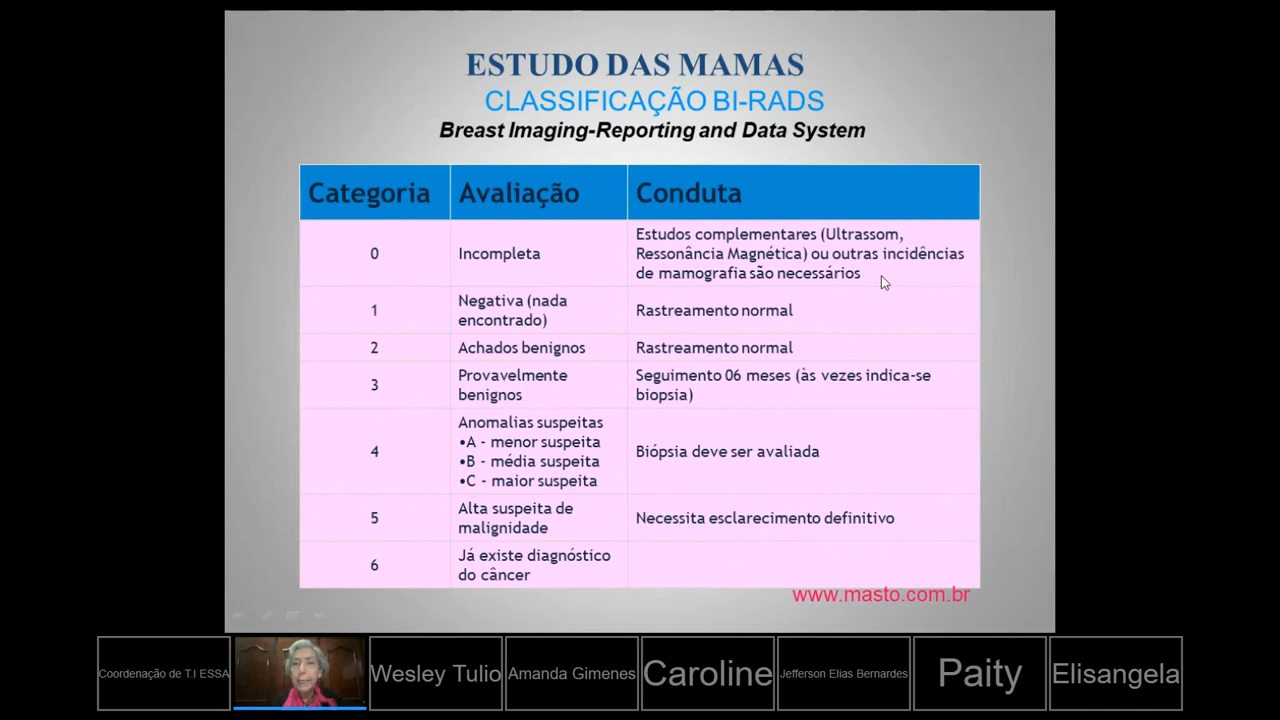 ESTUDO DAS MAMAS
CLASSIFICAÇÃO BI-RADS
Breast Imaging-Reporting and Data System
Categoria Avaliação Conduta
0 Incompleta Estudos complementares (Ultrassom,
Ressonância Magnética) ou outras incidências
de mamografia são necessários
1 Negativa (nada
encontrado) Rastreamento normal
2 Achados benignos Rastreamento normal
3 Provavelmente
benignos Seguimento 06 meses (às vezes indica-se
biopsia)
4 Anomalias suspeitas
•A - menor suspeita
•B - média suspeita
•C - maior suspeita
Biópsia deve ser avaliada
5 Alta suspeita de
malignidade Necessita esclarecimento definitivo
6 Já existe diagnóstico
do câncer
www.masto.com.br
Coordenação de T.I ESSA
Wesley Tulio
Amanda Gimenes
Caroline
Jefferson Elias Bernardes
Paity
Elisangela